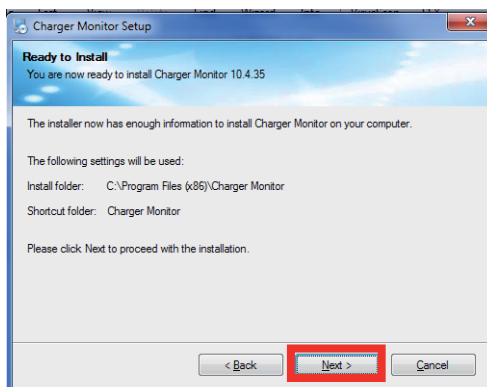 Charger Monitor Setup
Ready to Install
You are now ready to install Charger Monitor 10.4.35
The installer now has enough information to install Charger Monitor on your computer.
The following settings will be used:
Install folder: C:\Program Files (x86)\Charger Monitor
Shortcut folder: Charger Monitor
Please click Next to proceed with the installation.
< Back Next > Cancel